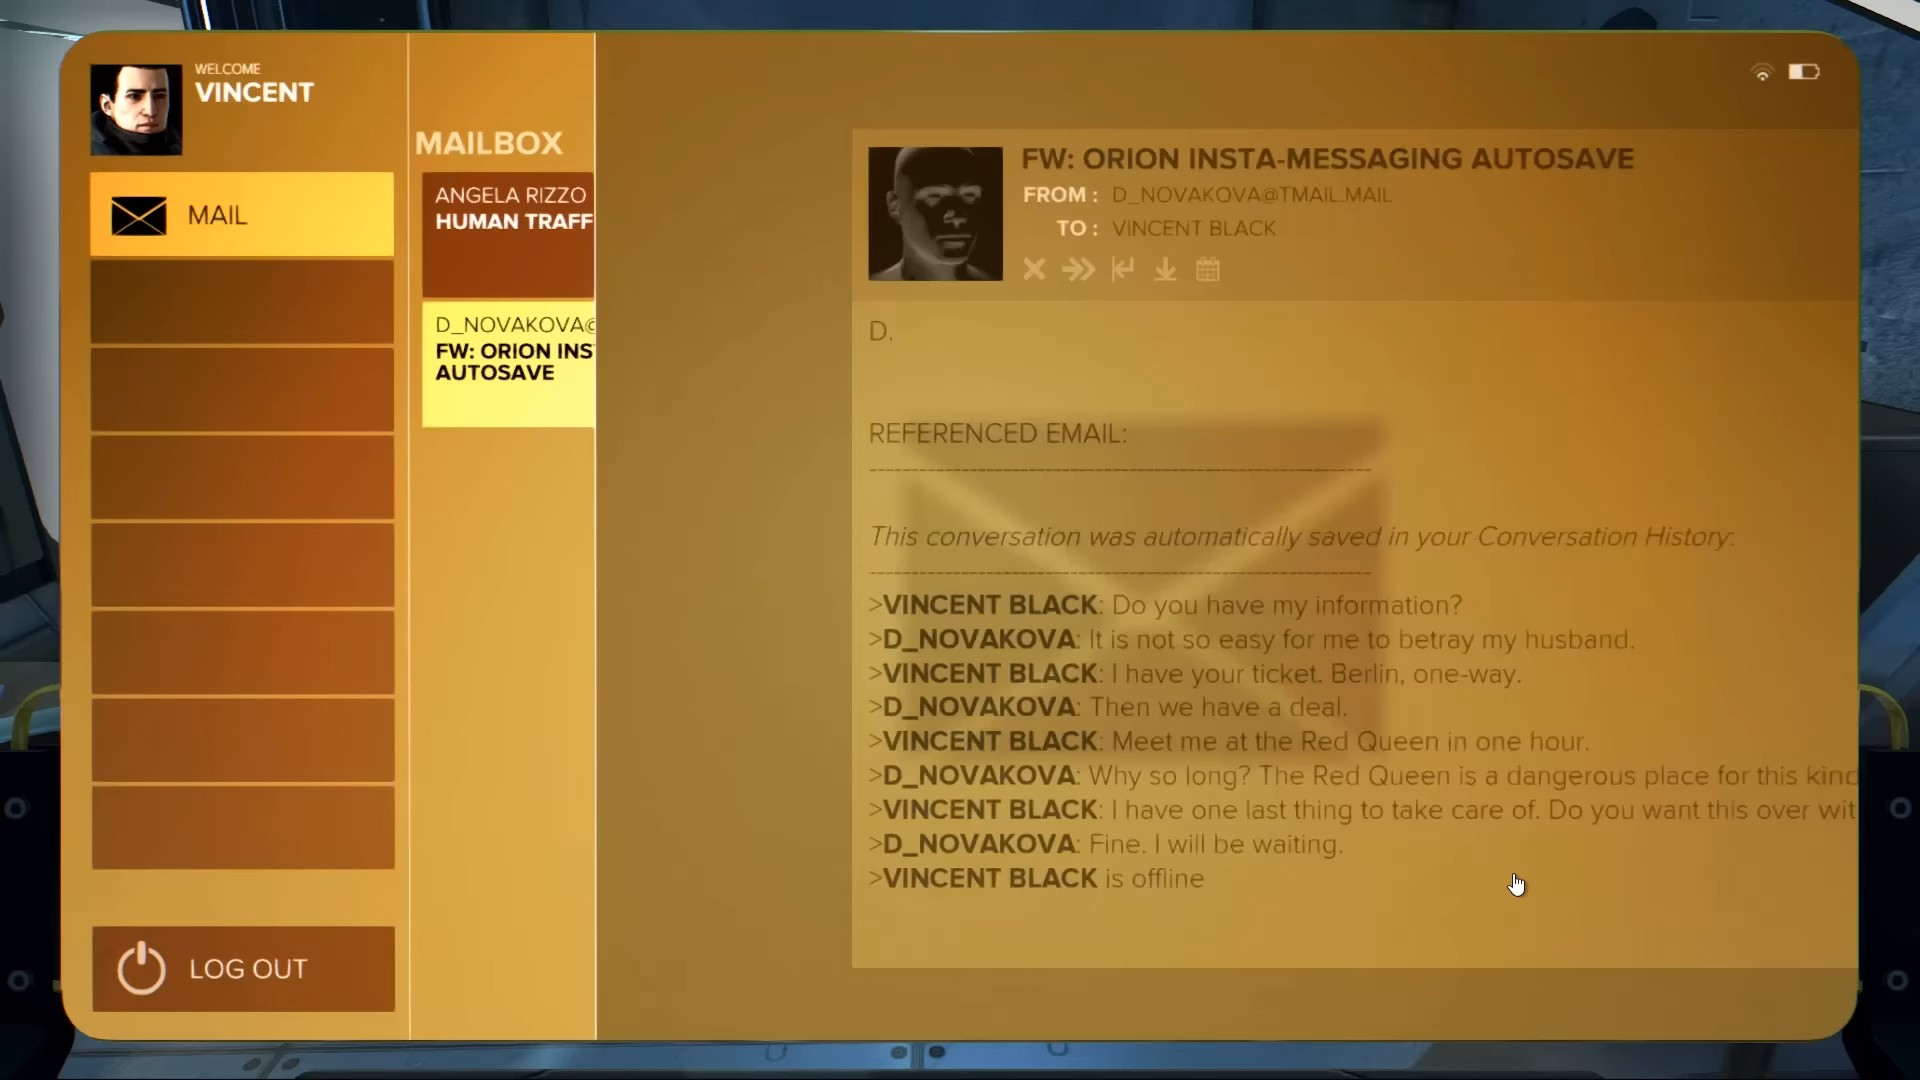 WELCOME
VINCENT
MAIL
LOG OUT
MAILBOX
ANGELA RIZZO
HUMAN TRAFF
D_NOVAKOVA@
FW: ORION INS
AUTOSAVE
FW: ORION INSTA-MESSAGING AUTOSAVE
FROM : D_NOVAKOVA@TMAIL.MAIL
TO : VINCENT BLACK
D.
REFERENCED EMAIL:
This conversation was automatically saved in your Conversation History:
>VINCENT BLACK: Do you have my information?
>D_NOVAKOVA: It is not so easy for me to betray my husband.
>VINCENT BLACK: I have your ticket. Berlin, one-way.
>D_NOVAKOVA: Then we have a deal.
>VINCENT BLACK: Meet me at the Red Queen in one hour.
>D_NOVAKOVA: Why so long? The Red Queen is a dangerous place for this kind
>VINCENT BLACK: I have one last thing to take care of. Do you want this over wit
>D_NOVAKOVA: Fine. I will be waiting.
>VINCENT BLACK is offline